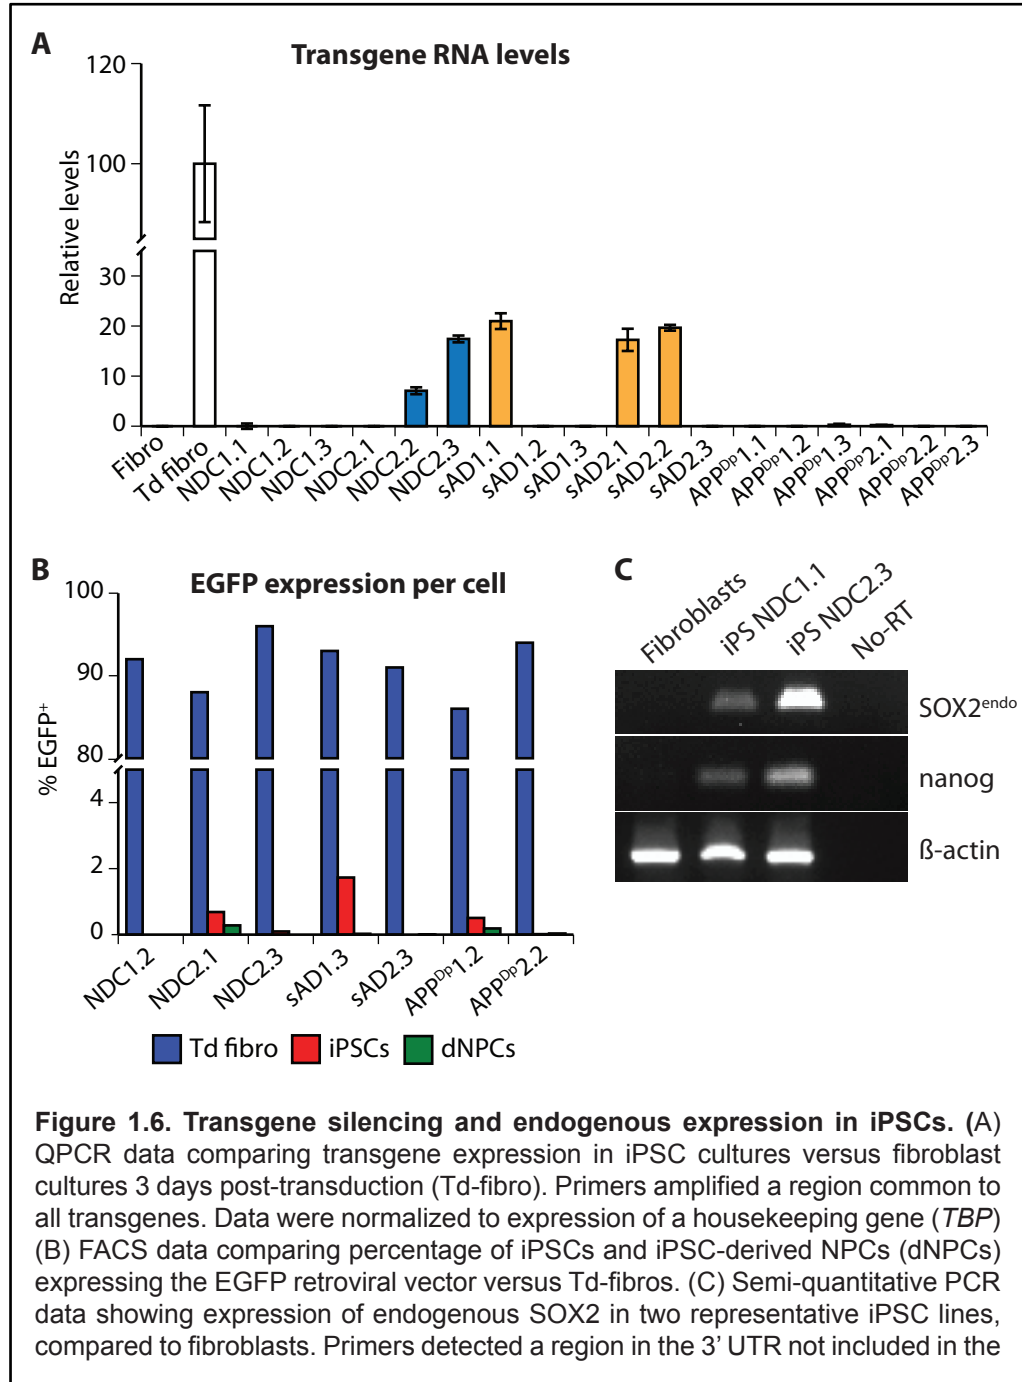 A
Transgene RNA levels
Relative levels
120
100
30
20
10
0
Fibro
Td fibro
NDC1.1
NDC1.2
NDC1.3
NDC2.1
NDC2.2
NDC2.3
sAD1.1
sAD1.2
sAD1.3
sAD2.1
sAD2.2
sAD2.3
APPDp1.1
APPDp1.2
APPDp1.3
APPDp2.1
APPDp2.2
APPDp2.3
B
EGFP expression per cell
% EGFP+
100
90
80
4
2
0
NDC1.2
NDC2.1
NDC2.3
sAD1.3
sAD2.3
APPDp1.2
APPDp2.2
Td fibro iPSCs dNPCs
C
Fibroblasts
iPS NDC1.1
iPS NDC2.3
No-RT
SOX2endo
nanog
ß-actin
Figure 1.6. Transgene silencing and endogenous expression in iPSCs. (A)
QPCR data comparing transgene expression in iPSC cultures versus fibroblast
cultures 3 days post-transduction (Td-fibro). Primers amplified a region common to
all transgenes. Data were normalized to expression of a housekeeping gene (TBP)
(B) FACS data comparing percentage of iPSCs and iPSC-derived NPCs (dNPCs)
expressing the EGFP retroviral vector versus Td-fibros. (C) Semi-quantitative PCR
data showing expression of endogenous SOX2 in two representative iPSC lines,
compared to fibroblasts. Primers detected a region in the 3’ UTR not included in the